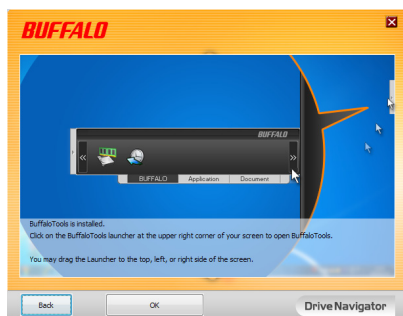 BUFFALO
BUFFALO
«
»
BUFFALO Application Document
BuffaloTools is installed.
Click on the BuffaloTools launcher at the upper right corner of your screen to open BuffaloTools.
You may drag the Launcher to the top, left, or right side of the screen.
Back OK DriveNavigator